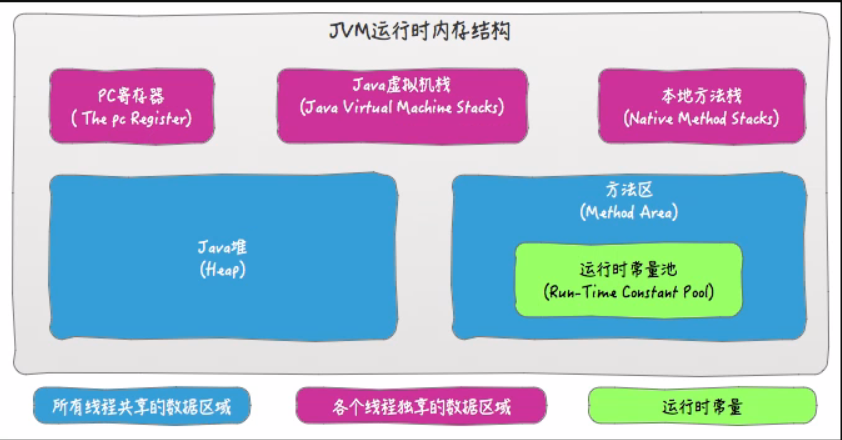 JVM运行时内存结构
PC寄存器
( The pc Register)
Java虚拟机栈
(Java Virtual Machine Stacks)
本地方法栈
(Native Method Stacks)
Java堆
(Heap)
方法区
(Method Area)
运行时常量池
(Run-Time Constant Pool)
所有线程共享的数据区域
各个线程独享的数据区域
运行时常量